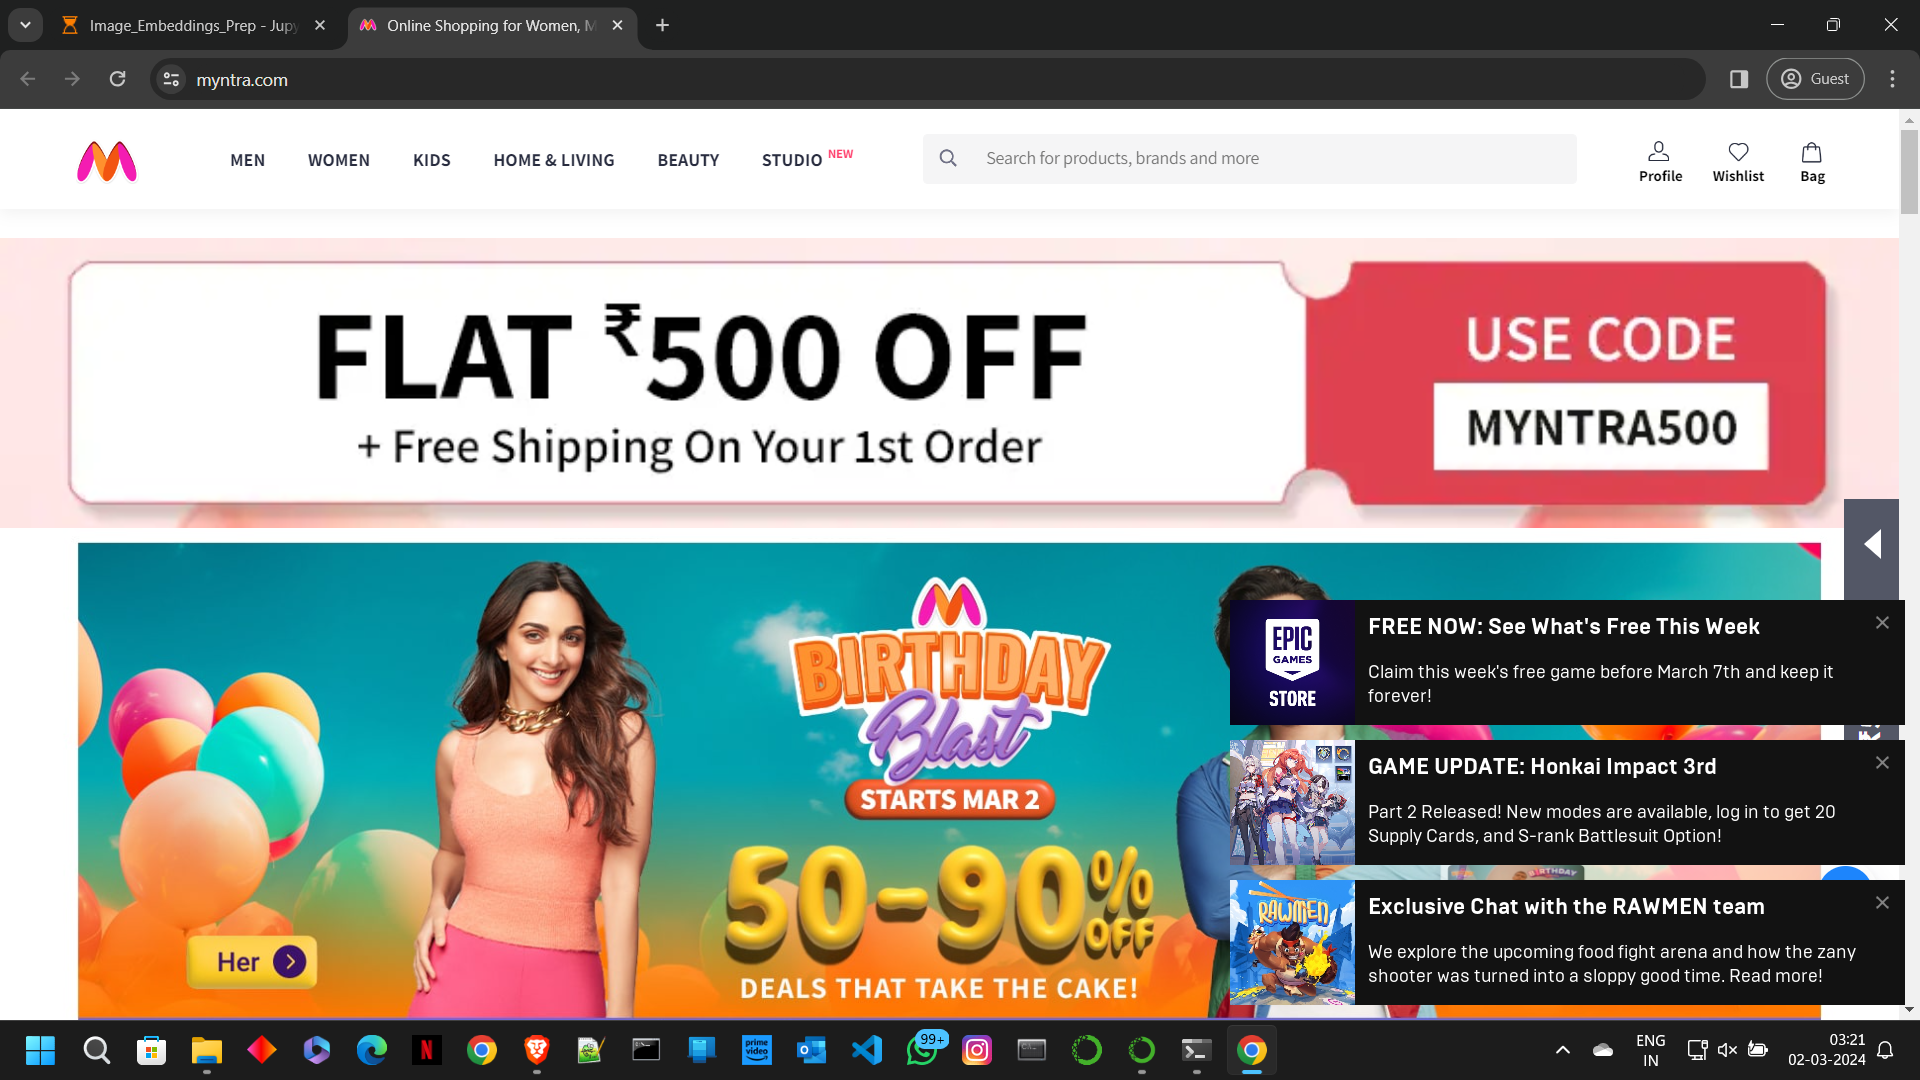 Image_Embeddings_Prep - Jupy
Online Shopping for Women, M
myntra.com
Guest
MEN
WOMEN
KIDS
HOME & LIVING
BEAUTY
STUDIO NEW
Search for products, brands and more
Profile
Wishlist
Bag
FLAT ₹500 OFF
+ Free Shipping On Your 1st Order
USE CODE
MYNTRA500
BIRTHDAY
Blast
STARTS MAR 2
50-90% OFF
DEALS THAT TAKE THE CAKE!
Her
EPIC
GAMES
STORE
FREE NOW: See What's Free This Week
Claim this week's free game before March 7th and keep it
forever!
GAME UPDATE: Honkai Impact 3rd
Part 2 Released! New modes are available, log in to get 20
Supply Cards, and S-rank Battlesuit Option!
BIRTHDAY
RAWMEN
Exclusive Chat with the RAWMEN team
We explore the upcoming food fight arena and how the zany
shooter was turned into a sloppy good time. Read more!
N
prime
video
99+
ENG
IN
03:21
02-03-2024